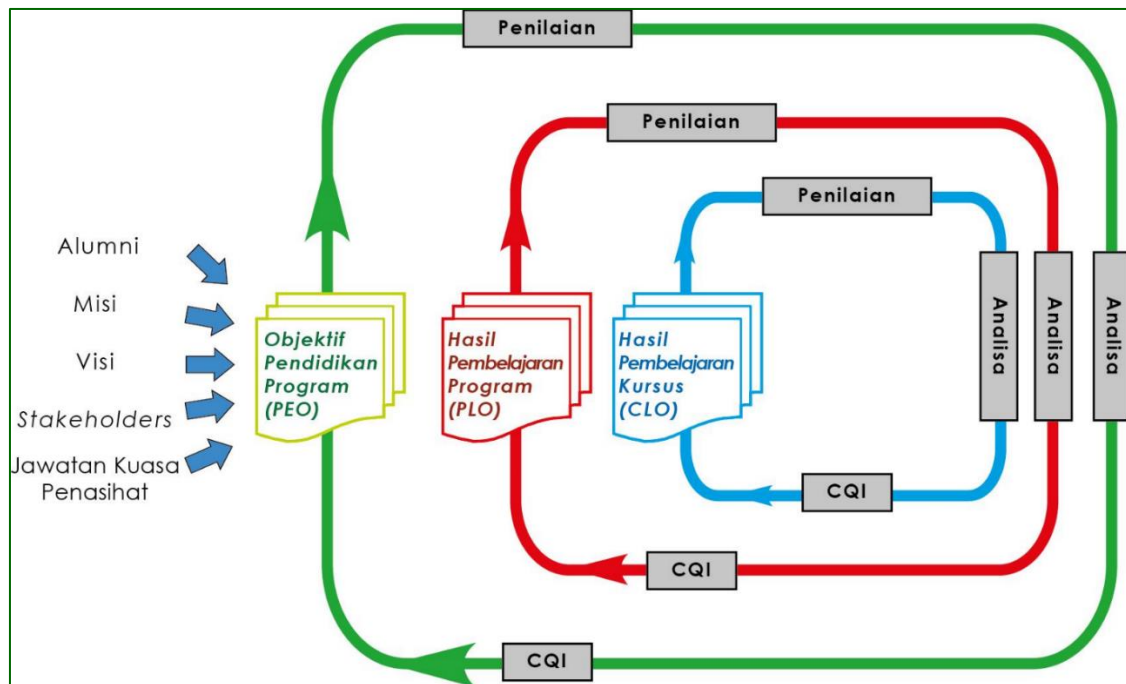 Penilaian
Penilaian
Penilaian
Alumni
Misi
Visi
Stakeholders
Jawatan Kuasa
Penasihat
Objektif
Pendidikan
Program
(PEO)
Hasil
Pembelajaran
Program
(PLO)
Hasil
Pembelajaran
Kursus
(CLO)
Analisa
Analisa
Analisa
CQI
CQI
CQI